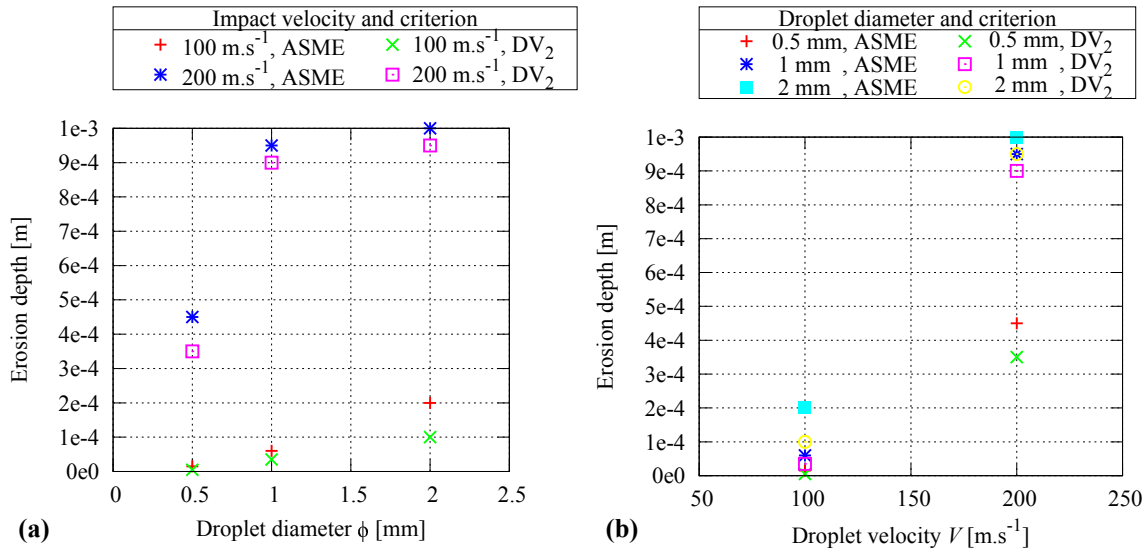 Impact velocity and criterion
100 m.s-1, ASME 100 m.s-1, DV2
200 m.s-1, ASME 200 m.s-1, DV2
1e-3
9e-4
8e-4
7e-4
6e-4
5e-4
4e-4
3e-4
2e-4
1e-4
0e0
Erosion depth [m]
0 0.5 1 1.5 2 2.5
(a) Droplet diameter ϕ [mm]
Droplet diameter and criterion
0.5 mm, ASME 0.5 mm, DV2
1 mm , ASME 1 mm , DV2
2 mm , ASME 2 mm , DV2
1e-3
9e-4
8e-4
7e-4
6e-4
5e-4
4e-4
3e-4
2e-4
1e-4
0e0
Erosion depth [m]
50 100 150 200 250
(b) Droplet velocity V [m.s-1]